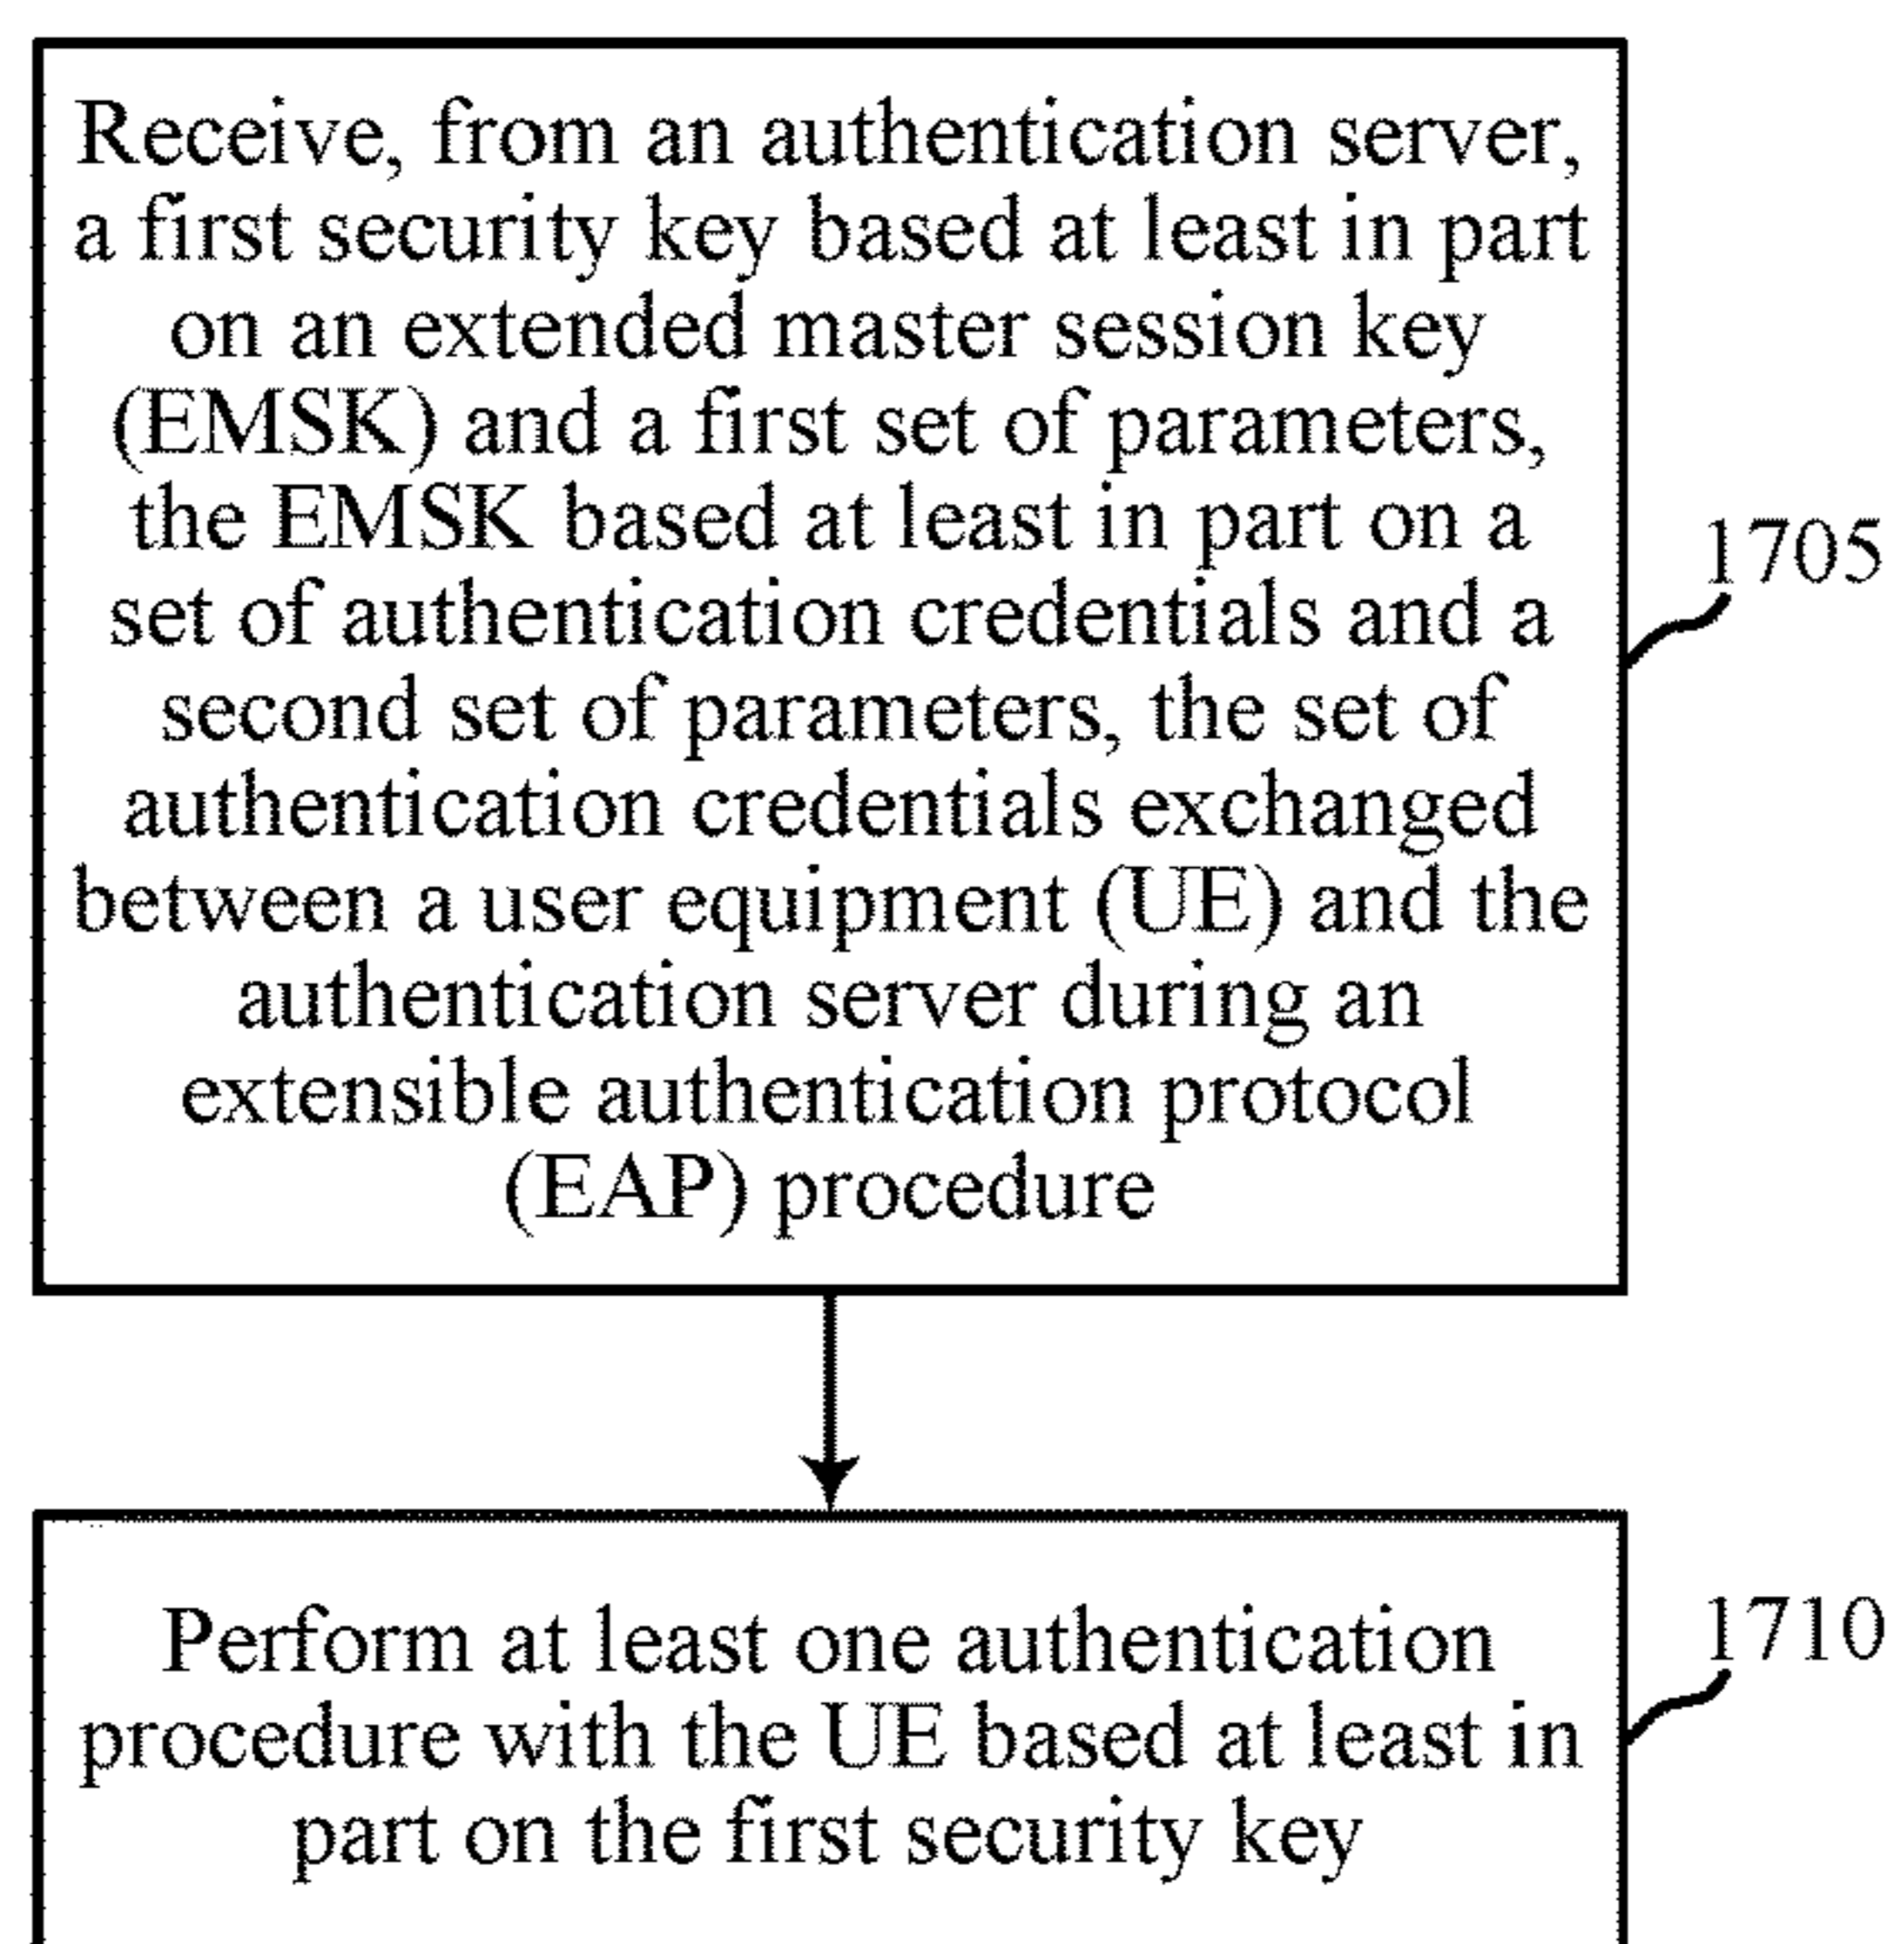 Receive, from an authentication server,
a first security key based at least in part
on an extended master session key
(EMSK) and a first set of parameters,
the EMSK based at least in part on a
set of authentication credentials and a
second set of parameters, the set of
authentication credentials exchanged
between a user equipment (UE) and the
authentication server during an
extensible authentication protocol
(EAP) procedure
1705
Perform at least one authentication
procedure with the UE based at least in
part on the first security key
1710